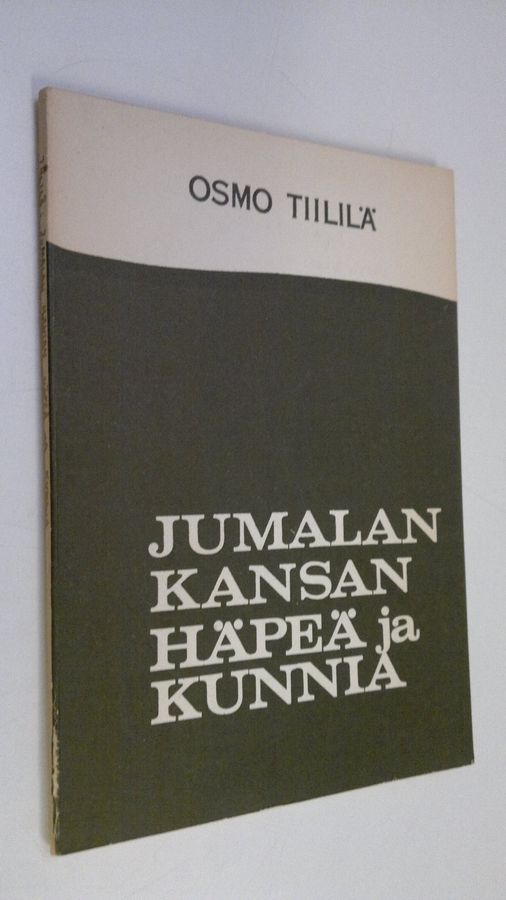 OSMO TIILILÄ
JUMALAN
KANSAN
HÄPEÄ ja
KUNNIA